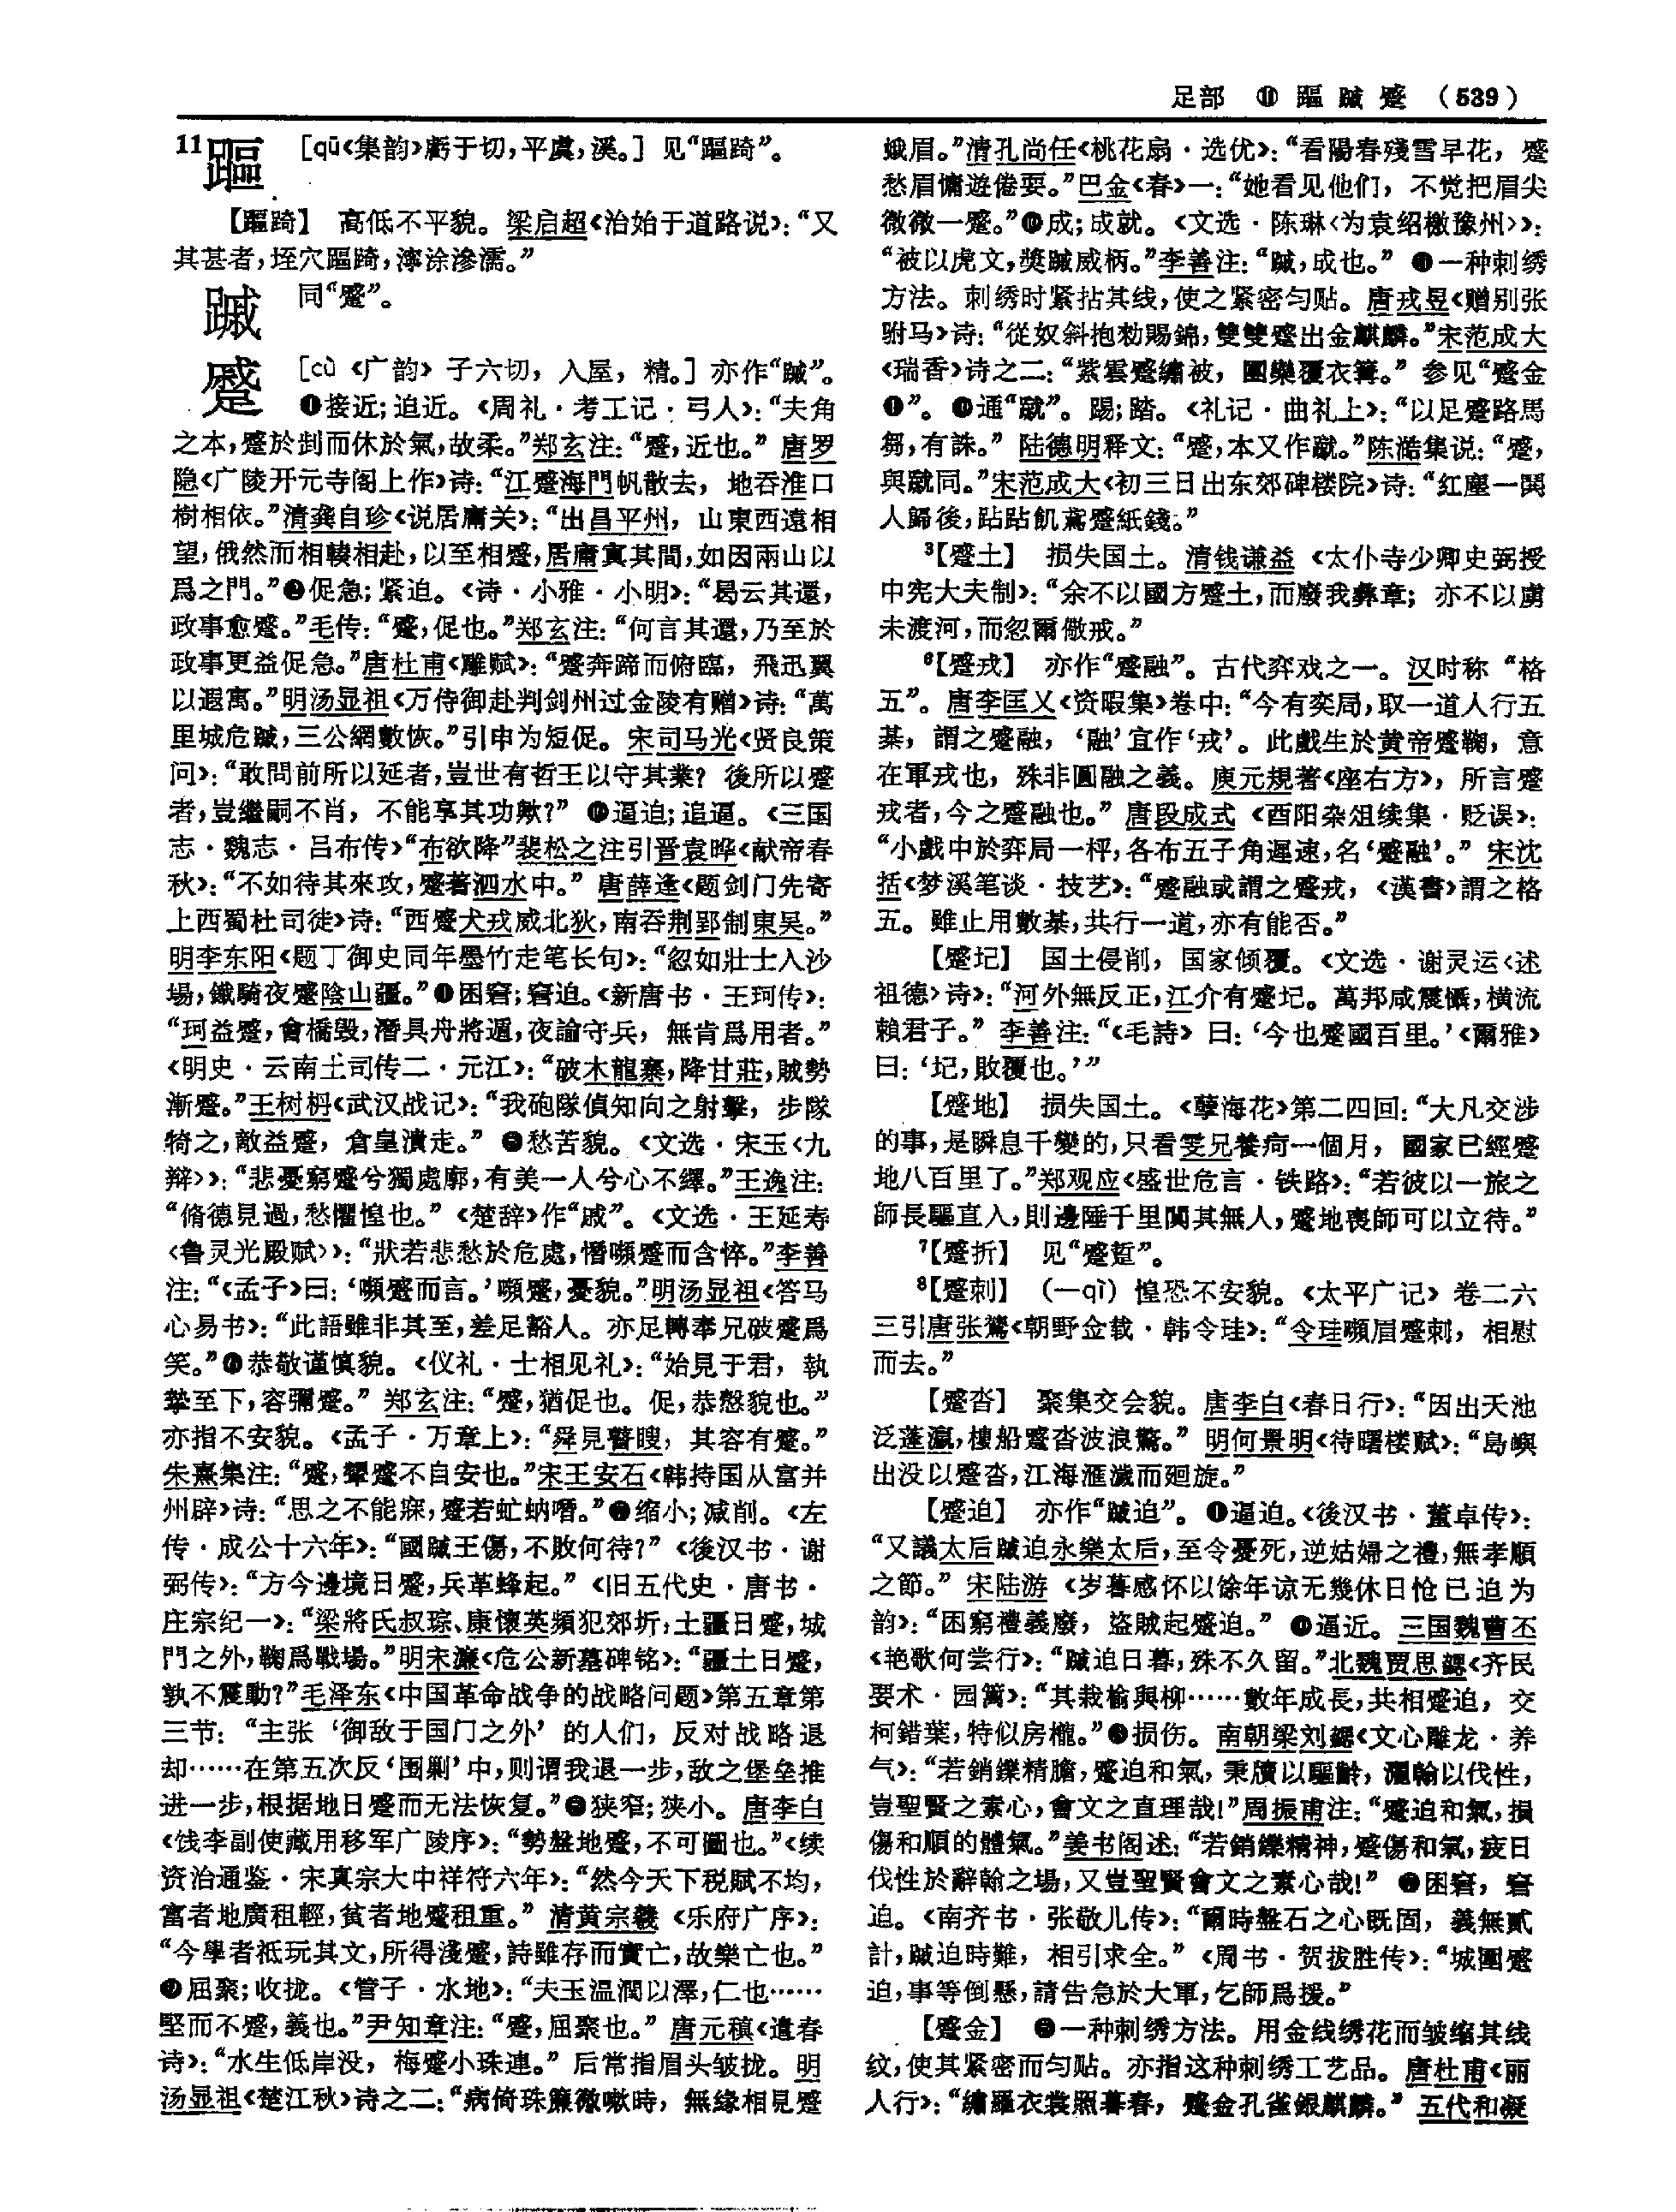 足部 ⑪ 䠓 䠞 蹙 (539)
11䠓 [qū《集韵》虧于切，平虞，溪。] 见“䠓踦”。
【䠓踦】 高低不平貌。梁启超《治始于道路说》：“又
其甚者，垤穴䠓踦，濘涂渗濡。”
䠞 同“蹙”。
蹙 [cù 《广韵》 子六切，入屋，精。] 亦作“䠞”。
❶接近；迫近。《周礼·考工记·弓人》：“夫角
之本，蹙於剒而休於氣，故柔。”郑玄注：“蹙，近也。” 唐罗
隐《广陵开元寺阁上作》诗：“江蹙海門帆散去，地吞淮口
樹相依。”清龚自珍《说居庸关》：“出昌平州，山東西遠相
望，俄然而相輳相赴，以至相蹙，居庸寘其間，如因兩山以
爲之門。”❷促急；紧迫。《诗·小雅·小明》：“曷云其還，
政事愈蹙。”毛传：“蹙，促也。”郑玄注：“何言其還，乃至於
政事更益促急。”唐杜甫《雕赋》：“蹙奔蹄而俯臨，飛迅翼
以遐寓。”明汤显祖《万侍御赴判剑州过金陵有赠》诗：“萬
里城危䠞，三公網數恢。”引申为短促。宋司马光《贤良策
问》：“敢問前所以延者，豈世有哲王以守其業？後所以蹙
者，豈繼嗣不肖，不能享其功歟？” ❸逼迫；追逼。《三国
志·魏志·吕布传》“布欲降”裴松之注引晋袁晔《献帝春
秋》：“不如待其來攻，蹙著泗水中。” 唐薛逢《题剑门先寄
上西蜀杜司徒》诗：“西蹙犬戎威北狄，南吞荆郢制東吴。”
明李东阳《题丁御史同年墨竹走笔长句》：“忽如壯士入沙
場，鐵騎夜蹙陰山疆。”❹困窘；窘迫。《新唐书·王珂传》：
“珂益蹙，會橋毁，潛具舟將遁，夜諭守兵，無肯爲用者。”
《明史·云南土司传二·元江》：“破木龍寨，降甘莊，賊勢
漸蹙。”王树枬《武汉战记》：“我砲隊偵知向之射擊，步隊
犄之，敵益蹙，倉皇潰走。” ❺愁苦貌。《文选·宋玉〈九
辩〉》：“悲憂窮蹙兮獨處廓，有美一人兮心不繹。”王逸注：
“脩德見過，愁懼惶也。”《楚辞》作“戚”。《文选·王延寿
〈鲁灵光殿赋〉》：“狀若悲愁於危處，憯嚬蹙而含悴。”李善
注：“《孟子》曰：‘嚬蹙而言。’嚬蹙，憂貌。”明汤显祖《答马
心易书》：“此語雖非其至，差足豁人。亦足轉奉兄破蹙爲
笑。”❻恭敬谨慎貌。《仪礼·士相见礼》：“始見于君，執
摯至下，容彌蹙。” 郑玄注：“蹙，猶促也。促，恭慤貌也。”
亦指不安貌。《孟子·万章上》：“舜見瞽瞍，其容有蹙。”
朱熹集注：“蹙，顰蹙不自安也。”宋王安石《韩持国从富并
州辟》诗：“思之不能寐，蹙若虻蚋噆。”❼缩小；减削。《左
传·成公十六年》：“國䠞王傷，不敗何待？”《後汉书·谢
弼传》：“方今邊境日蹙，兵革蜂起。”《旧五代史·唐书·
庄宗纪一》：“梁將氏叔琮、康懷英頻犯郊圻，土疆日蹙，城
門之外，鞠爲戰場。”明宋濂《危公新墓碑铭》：“疆土日蹙，
孰不震動？”毛泽东《中国革命战争的战略问题》第五章第
三节：“主张‘御敌于国门之外’的人们，反对战略退
却……在第五次反‘围剿’中，则谓我退一步，敌之堡垒推
进一步，根据地日蹙而无法恢复。”❽狭窄；狭小。唐李白
《饯李副使藏用移军广陵序》：“勢盤地蹙，不可圖也。”《续
资治通鉴·宋真宗大中祥符六年》：“然今天下税賦不均，
富者地廣租輕，貧者地蹙租重。” 清黄宗羲《乐府广序》：
“今學者祇玩其文，所得淺蹙，詩雖存而實亡，故樂亡也。”
❾屈聚；收拢。《管子·水地》：“夫玉温潤以澤，仁也……
堅而不蹙，義也。”尹知章注：“蹙，屈聚也。” 唐元稹《遣春
诗》：“水生低岸没，梅蹙小珠連。” 后常指眉头皱拢。明
汤显祖《楚江秋》诗之二：“病倚珠簾微嗽時，無缘相見蹙
蛾眉。”清孔尚任《桃花扇·选优》：“看陽春殘雪早花，蹙
愁眉慵遊倦耍。”巴金《春》一：“她看见他们，不觉把眉尖
微微一蹙。”❿成；成就。《文选·陈琳〈为袁绍檄豫州〉》：
“被以虎文，獎䠞威柄。”李善注：“䠞，成也。” ⓫一种刺绣
方法。刺绣时紧拈其线，使之紧密匀贴。唐戎昱《赠别张
驸马》诗：“從奴斜抱勑賜錦，雙雙蹙出金麒麟。”宋范成大
《瑞香》诗之二：“紫雲蹙繡被，團欒覆衣篝。” 参见“蹙金
❶”。⓬通“蹴”。踢；踏。《礼记·曲礼上》：“以足蹙路馬
芻，有誅。” 陆德明释文：“蹙，本又作蹴。”陈澔集说：“蹙，
與蹴同。”宋范成大《初三日出东郊碑楼院》诗：“紅塵一鬨
人歸後，跕跕飢鳶蹙紙錢。”
3【蹙土】 损失国土。清钱谦益《太仆寺少卿史弼授
中宪大夫制》：“余不以國方蹙土，而廢我彝章；亦不以虜
未渡河，而忽爾儆戒。”
6【蹙戎】 亦作“蹙融”。古代弈戏之一。汉时称“格
五”。唐李匡乂《资暇集》卷中：“今有奕局，取一道人行五
棊，謂之蹙融，‘融’宜作‘戎’。此戲生於黄帝蹙鞠，意
在軍戎也，殊非圓融之義。庾元規著《座右方》，所言蹙
戎者，今之蹙融也。” 唐段成式《酉阳杂俎续集·贬误》：
“小戲中於弈局一枰，各布五子角遲速，名‘蹙融’。” 宋沈
括《梦溪笔谈·技艺》：“蹙融或謂之蹙戎，《漢書》謂之格
五。雖止用數棊，共行一道，亦有能否。”
【蹙圮】 国土侵削，国家倾覆。《文选·谢灵运〈述
祖德〉诗》：“河外無反正，江介有蹙圮。萬邦咸震懾，横流
賴君子。” 李善注：“《毛詩》曰：‘今也蹙國百里。’《爾雅》
曰：‘圮，敗覆也。’”
【蹙地】 损失国土。《孽海花》第二四回：“大凡交涉
的事，是瞬息千變的，只看雯兄養疴一個月，國家已經蹙
地八百里了。”郑观应《盛世危言·铁路》：“若彼以一旅之
師長驅直入，則邊陲千里闃其無人，蹙地喪師可以立待。”
7【蹙折】 见“蹙踅”。
8【蹙刺】 （—qì）惶恐不安貌。《太平广记》卷二六
三引唐张鷟《朝野佥载·韩令珪》：“令珪嚬眉蹙刺，相慰
而去。”
【蹙沓】 聚集交会貌。唐李白《春日行》：“因出天池
泛蓬瀛，樓船蹙沓波浪驚。” 明何景明《待曙楼赋》：“島嶼
出没以蹙沓，江海滙濊而廻旋。”
【蹙迫】 亦作“䠞迫”。❶逼迫。《後汉书·董卓传》：
“又議太后䠞迫永樂太后，至令憂死，逆姑婦之禮，無孝順
之節。” 宋陆游《岁暮感怀以馀年谅无幾休日怆已迫为
韵》：“困窮禮義廢，盗賊起蹙迫。” ❷逼近。三国魏曹丕
《艳歌何尝行》：“䠞迫日暮，殊不久留。”北魏贾思勰《齐民
要术·园篱》：“其栽榆與柳……數年成長，共相蹙迫，交
柯錯葉，特似房櫳。”❸损伤。南朝梁刘勰《文心雕龙·养
气》：“若銷鑠精膽，蹙迫和氣，秉牘以驅齡，灑翰以伐性，
豈聖賢之素心，會文之直理哉！”周振甫注：“蹙迫和氣，損
傷和順的體氣。”姜书阁述：“若銷鑠精神，蹙傷和氣，疲日
伐性於辭翰之場，又豈聖賢會文之素心哉！” ❹困窘，窘
迫。《南齐书·张敬儿传》：“爾時盤石之心既固，義無貳
計，䠞迫時難，相引求全。”《周书·贺拔胜传》：“城圍蹙
迫，事等倒懸，請告急於大軍，乞師爲援。”
【蹙金】 ❶一种刺绣方法。用金线绣花而皱缩其线
纹，使其紧密而匀贴。亦指这种刺绣工艺品。唐杜甫《丽
人行》：“繡羅衣裳照暮春，蹙金孔雀銀麒麟。” 五代和凝